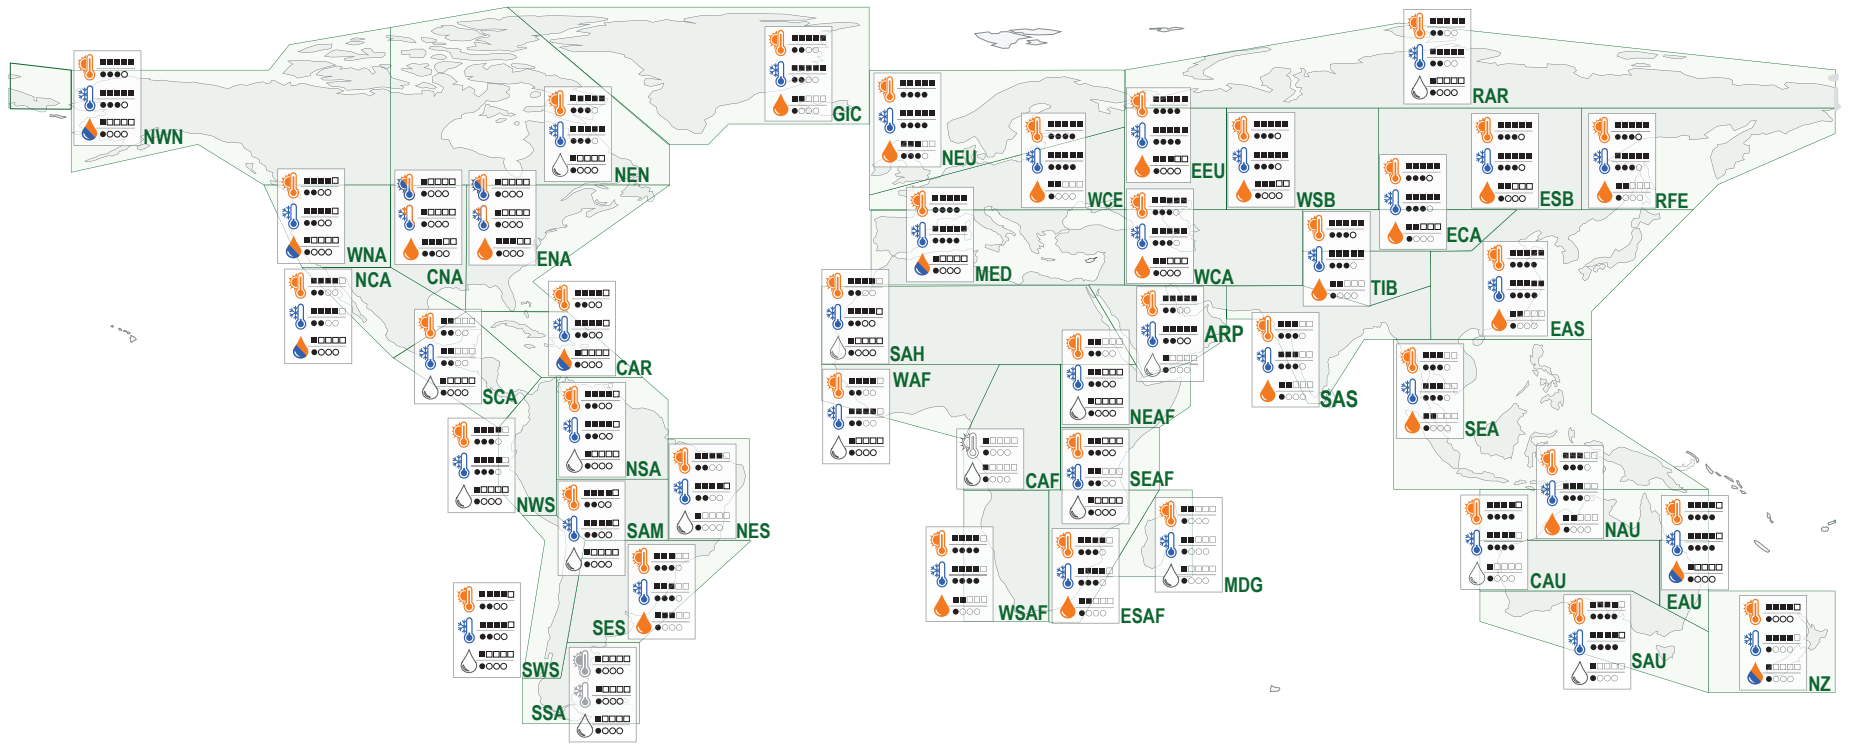 RAR
GIC
NWN
NEU
NEN
EEU
WCE
WSB
ESB
RFE
ECA
WNA
CNA
ENA
NCA
MED
WCA
TIB
EAS
ARP
SAH
CAR
WAF
SCA
SAS
NEAF
SEA
NSA
CAF
SEAF
NWS
SAM
NES
NAU
CAU
MDG
EAU
WSAF
ESAF
SES
SWS
SAU
NZ
SSA